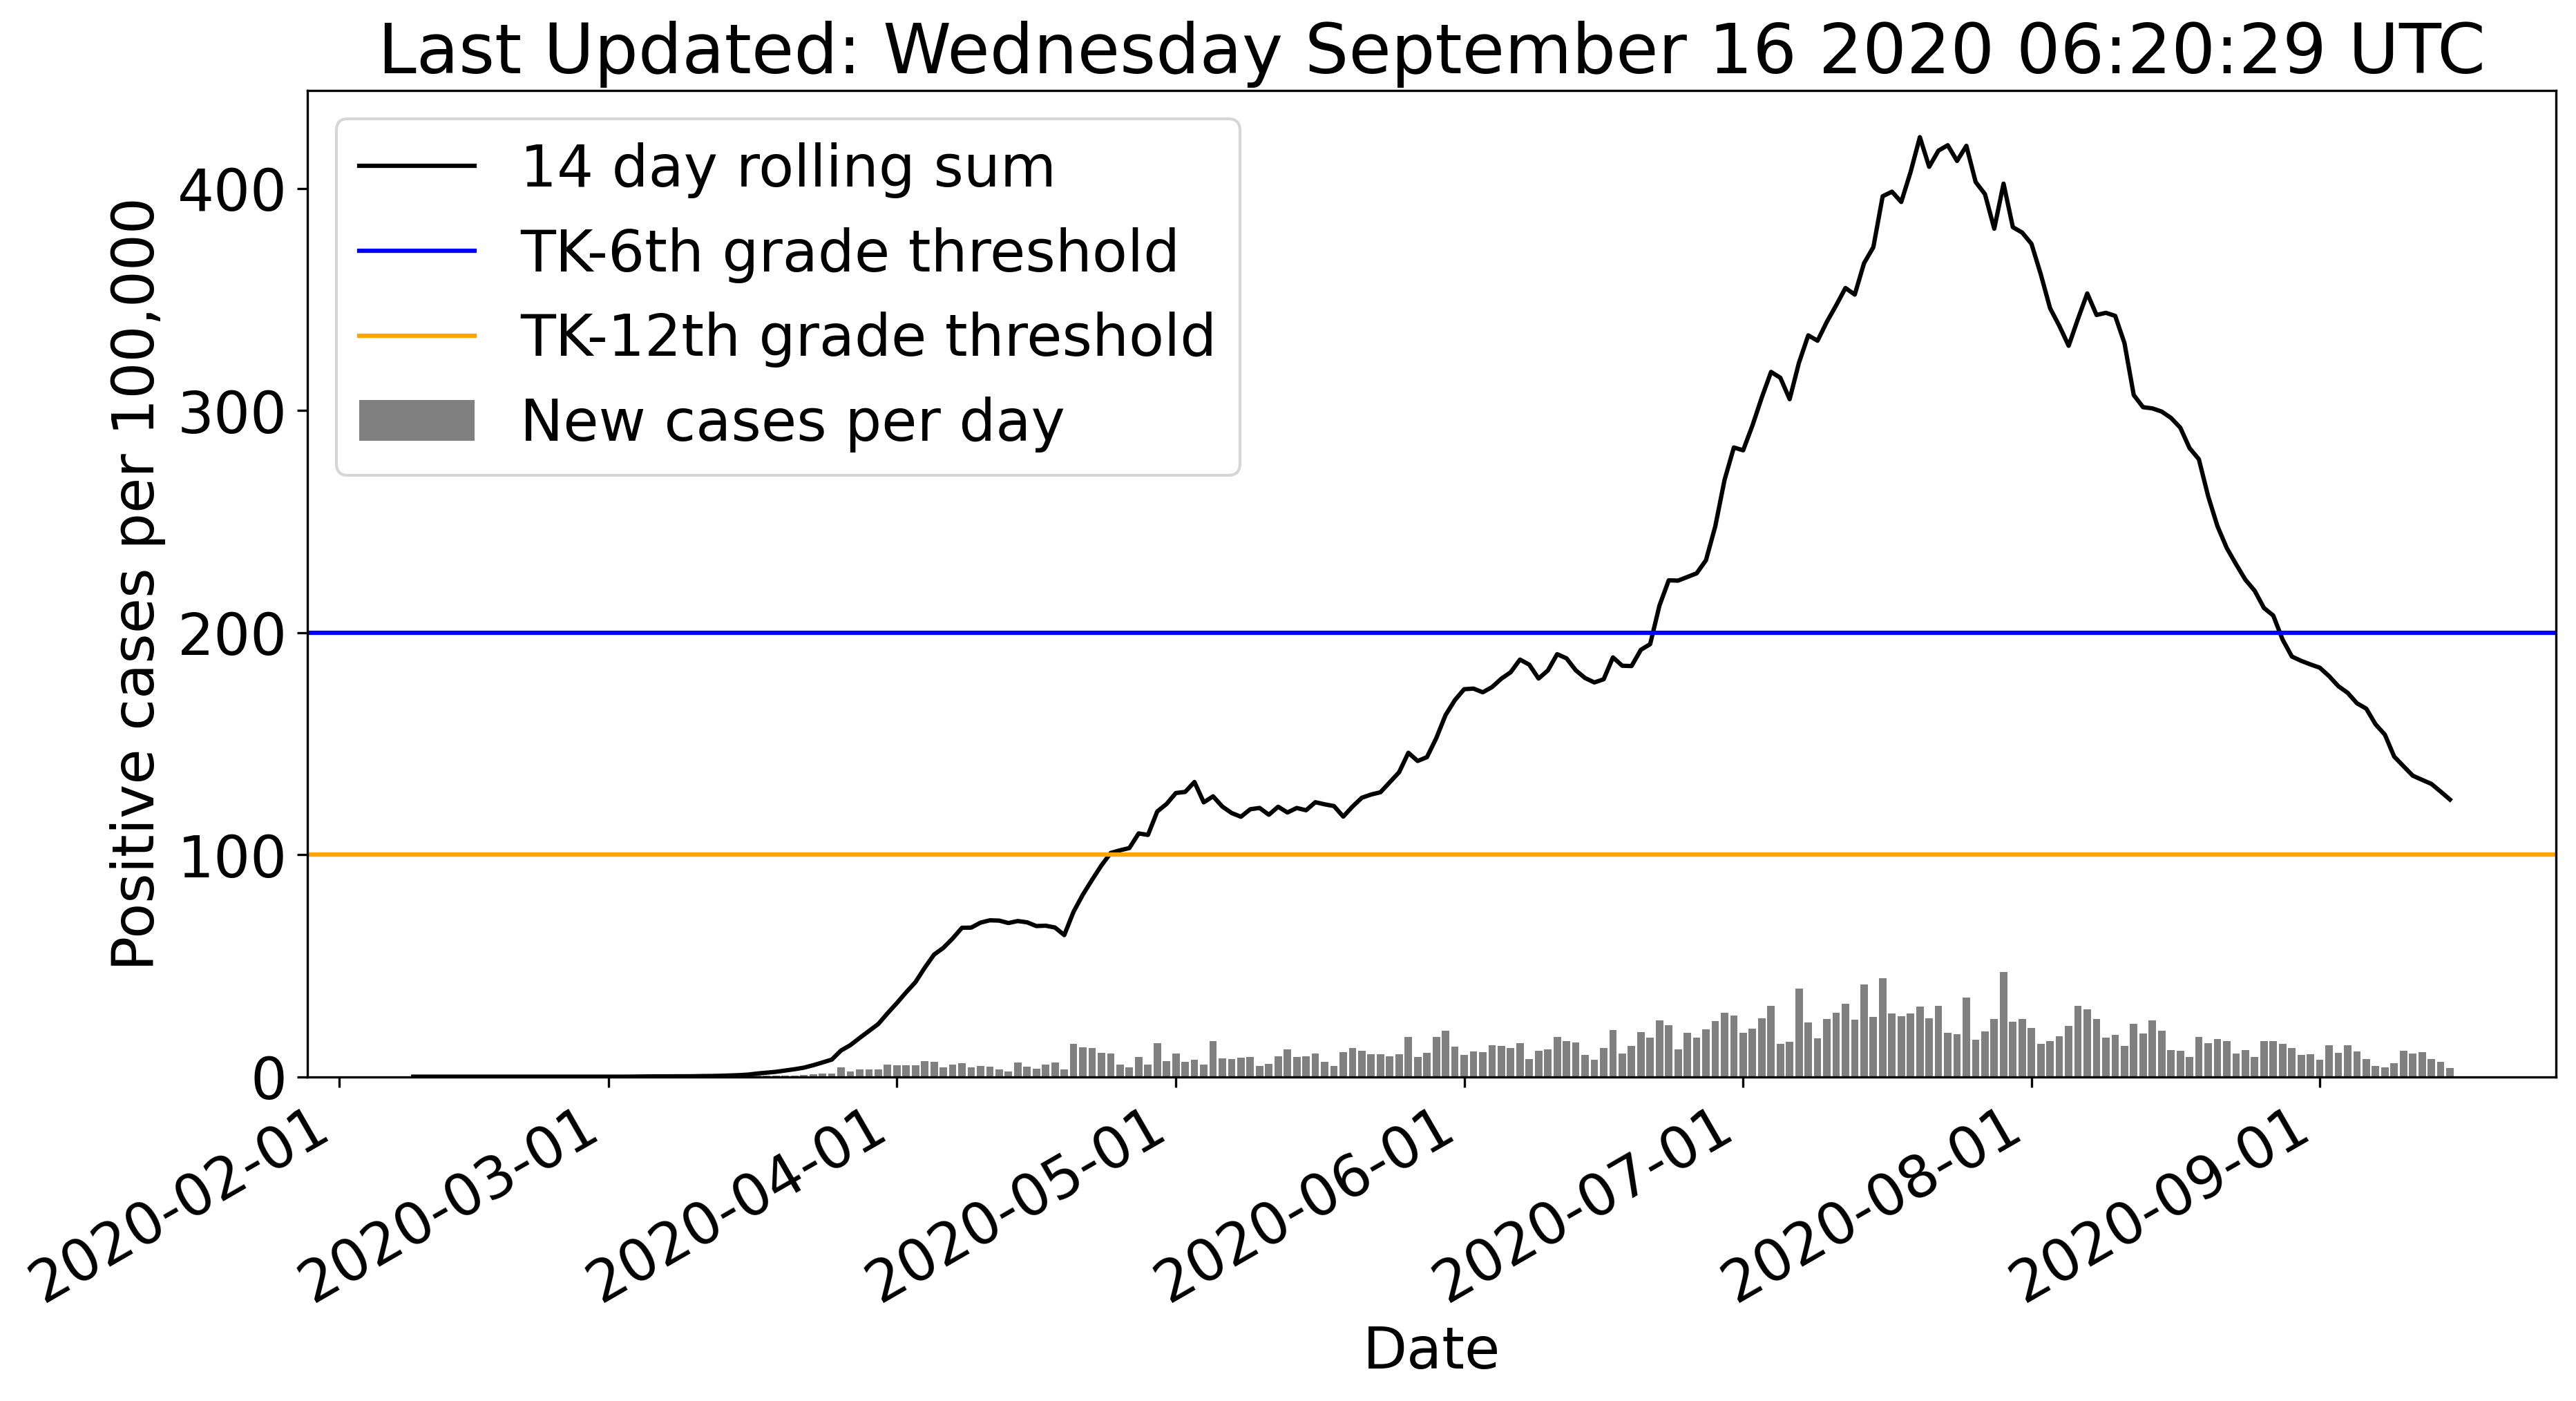 Last Updated: Wednesday September 16 2020 06:20:29 UTC
14 day rolling sum
TK-6th grade threshold
TK-12th grade threshold
New cases per day
Positive cases per 100,000
400
300
200
100
0
2020-02-01
2020-03-01
2020-04-01
2020-05-01
2020-06-01
2020-07-01
2020-08-01
2020-09-01
Date